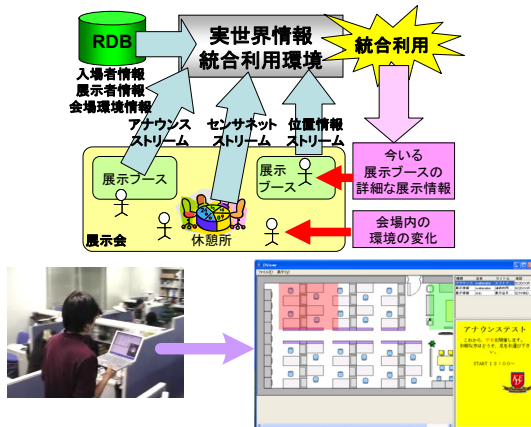 RDB
実世界情報
統合利用環境
統合利用
入場者情報
展示者情報
会場環境情報
アナウンス
ストリーム
センサネット
ストリーム
位置情報
ストリーム
展示ブース
展示
ブース
今いる
展示ブースの
詳細な展示情報
休憩所
展示会
会場内の
環境の変化
アナウンステスト
START 13:00~